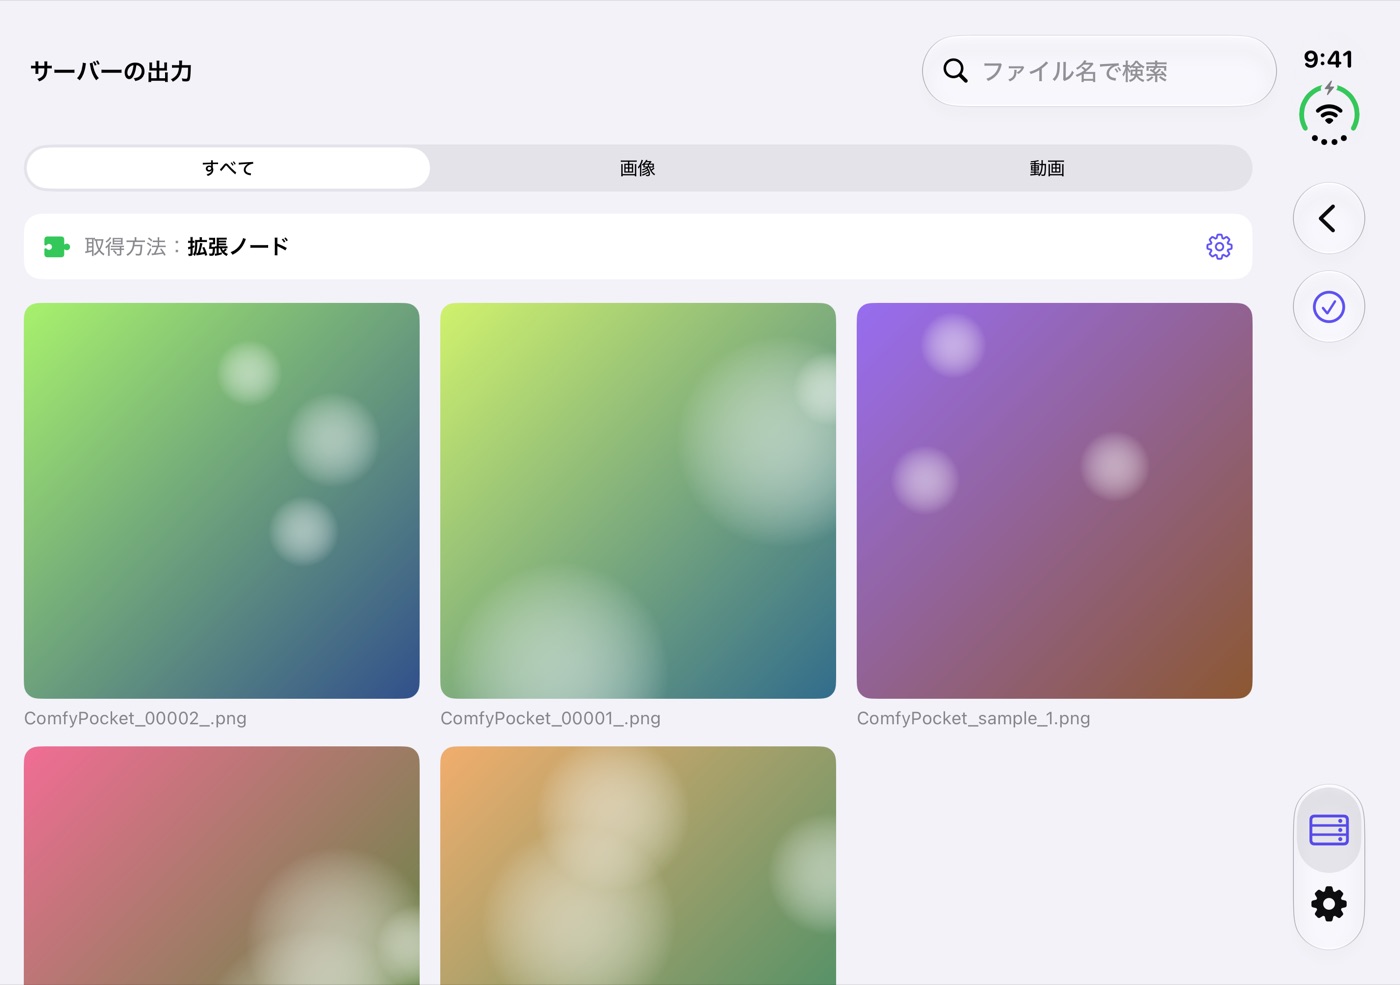 サーバーの出力
ファイル名で検索
9:41
すべて
画像
動画
取得方法：拡張ノード
ComfyPocket_00002_.png
ComfyPocket_00001_.png
ComfyPocket_sample_1.png